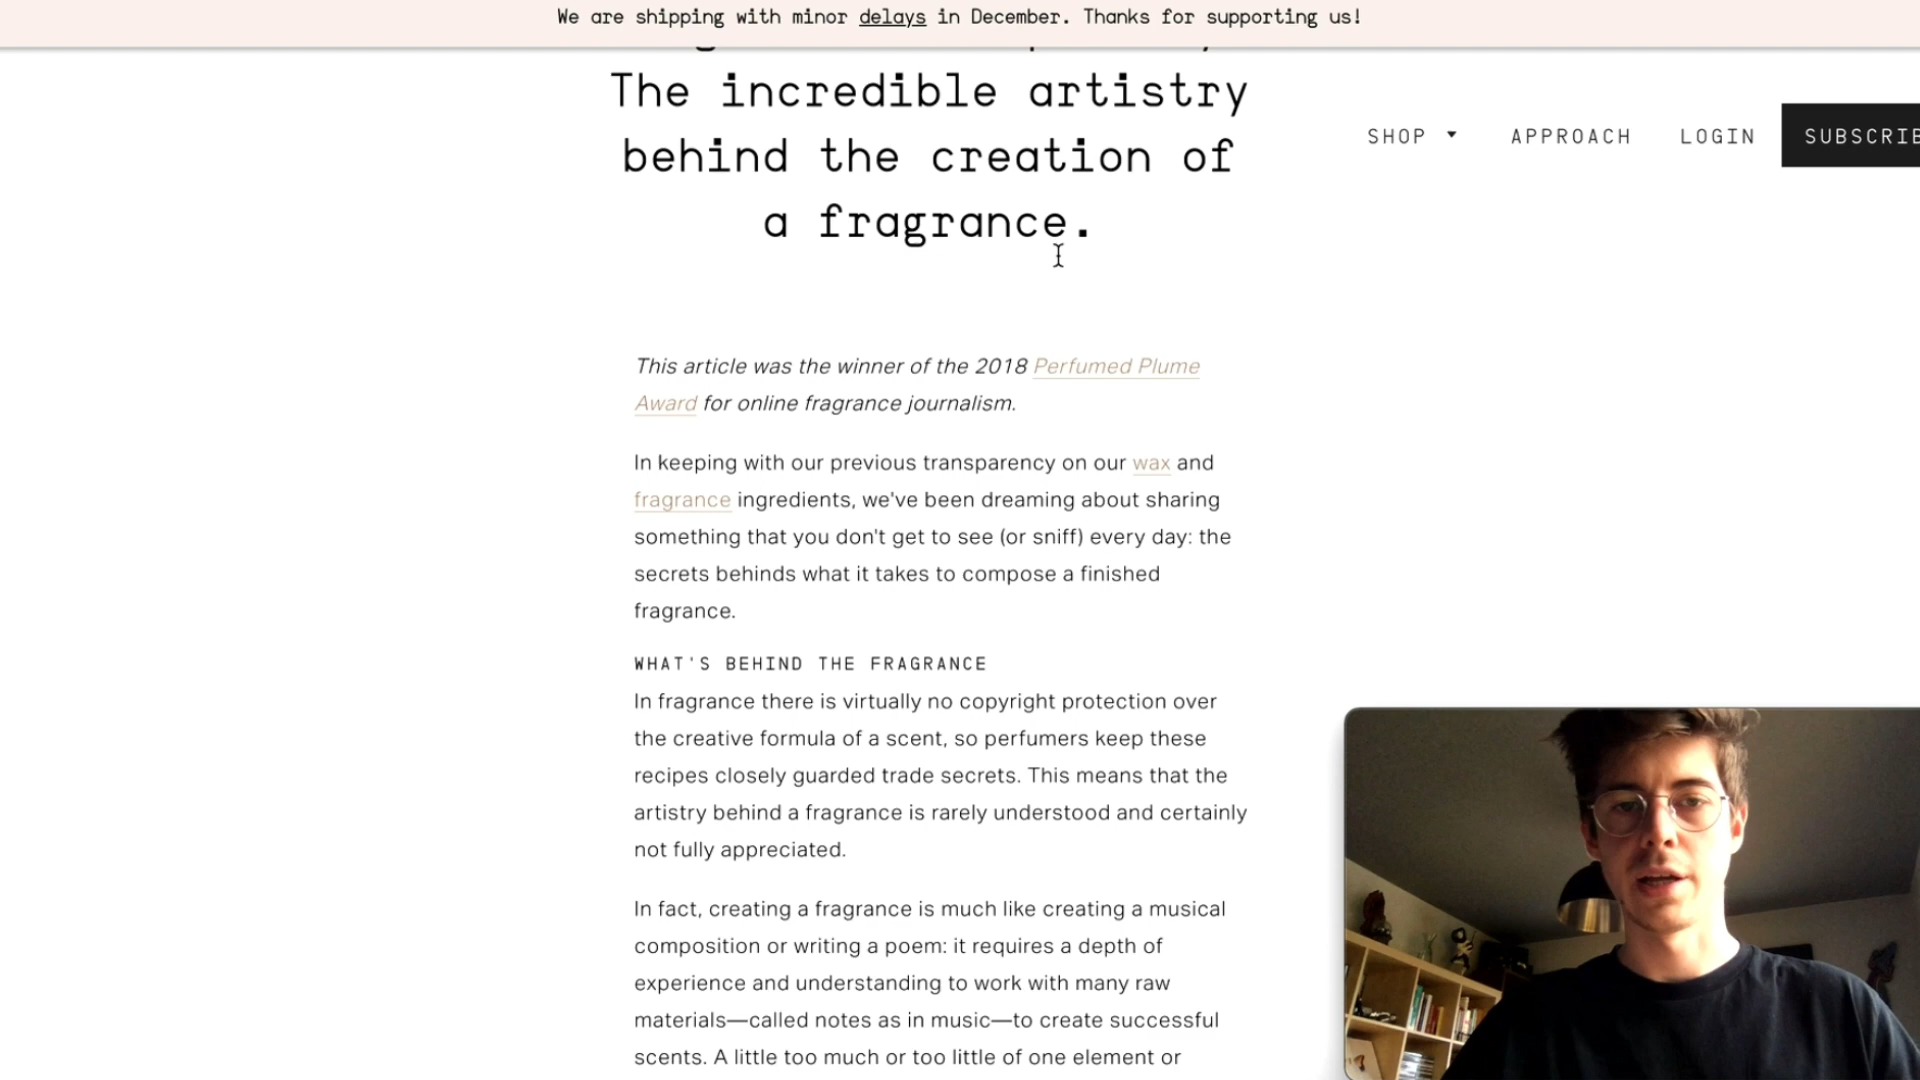 We are shipping with minor delays in December. Thanks for supporting us!
The incredible artistry
behind the creation of
a fragrance.
SHOP
APPROACH
LOGIN
This article was the winner of the 2018 Perfumed Plume
Award for online fragrance journalism.
In keeping with our previous transparency on our wax and
fragrance ingredients, we've been dreaming about sharing
something that you don't get to see (or sniff) every day: the
secrets behinds what it takes to compose a finished
fragrance.
WHAT'S BEHIND THE FRAGRANCE
In fragrance there is virtually no copyright protection over
the creative formula of a scent, so perfumers keep these
recipes closely guarded trade secrets. This means that the
artistry behind a fragrance is rarely understood and certainly
not fully appreciated.
In fact, creating a fragrance is much like creating a musical
composition or writing a poem: it requires a depth of
experience and understanding to work with many raw
materials—called notes as in music—to create successful
scents. A little too much or too little of one element or